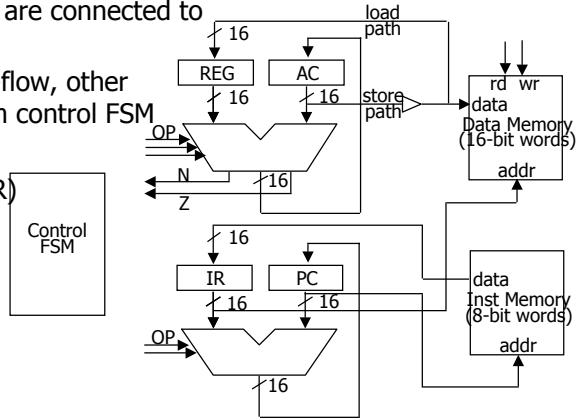 are connected to
flow, other
control FSM
R)
load
path
16
REG
AC
16
16
store
path
rd wr
data
Data Memory
(16-bit words)
addr
OP
N
16
Z
Control
FSM
16
IR
PC
16
16
data
Inst Memory
(8-bit words)
addr
OP
16